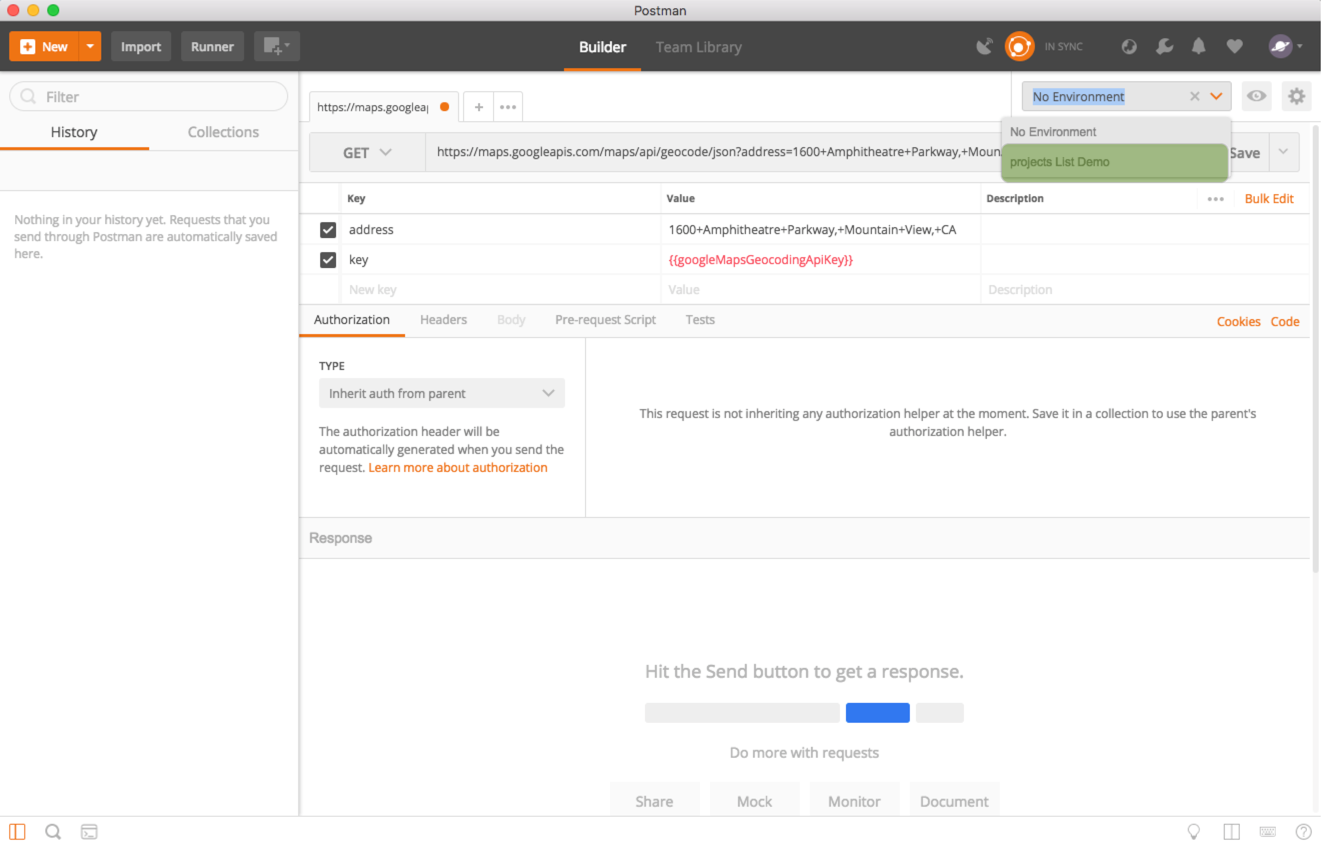 Postman
New
Import
Runner
Builder
Team Library
IN SYNC
Filter
History
Collections
Nothing in your history yet. Requests that you
send through Postman are automatically saved
here.
https://maps.googleap
+
•••
No Environment
No Environment
projects List Demo
GET
https://maps.googleapis.com/maps/api/geocode/json?address=1600+Amphitheatre+Parkway,+Moun
Save
Key
Value
Description
•••
Bulk Edit
address
1600+Amphitheatre+Parkway,+Mountain+View,+CA
key
{{googleMapsGeocodingApiKey}}
New key
Value
Description
Authorization
Headers
Body
Pre-request Script
Tests
Cookies
Code
TYPE
Inherit auth from parent
The authorization header will be
automatically generated when you send the
request. Learn more about authorization
This request is not inheriting any authorization helper at the moment. Save it in a collection to use the parent's
authorization helper.
Response
Hit the Send button to get a response.
Do more with requests
Share
Mock
Monitor
Document